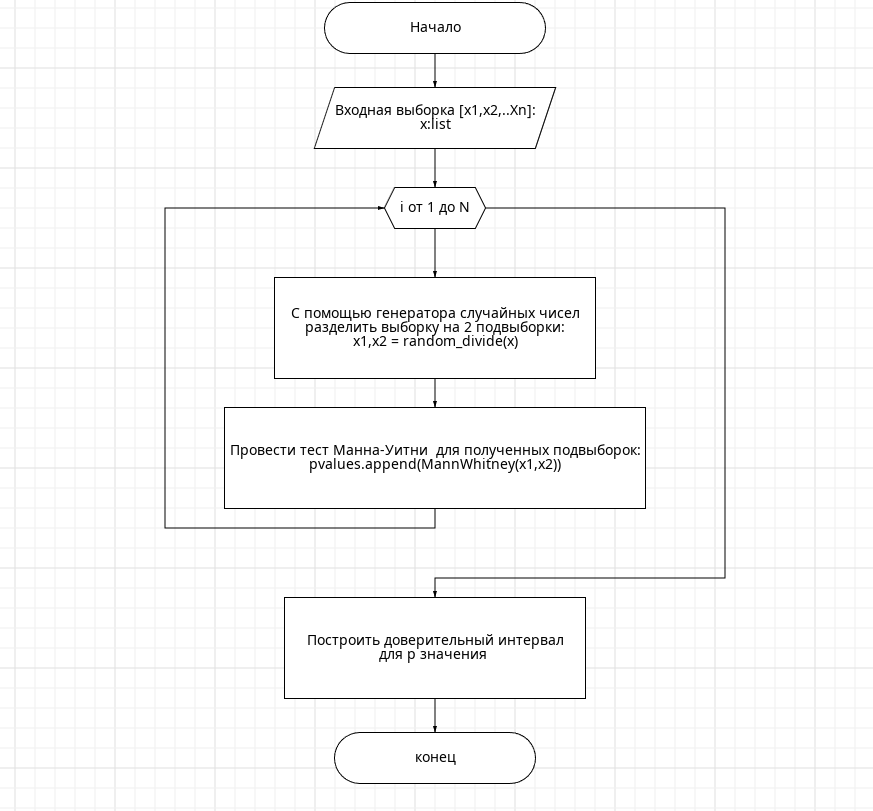 Начало
Входная выборка [x1,x2,..Xn]:
x:list
i от 1 до N
С помощью генератора случайных чисел
разделить выборку на 2 подвыборки:
x1,x2 = random_divide(x)
Провести тест Манна-Уитни  для полученных подвыборок:
pvalues.append(MannWhitney(x1,x2))
Построить доверительный интервал
для p значения
конец